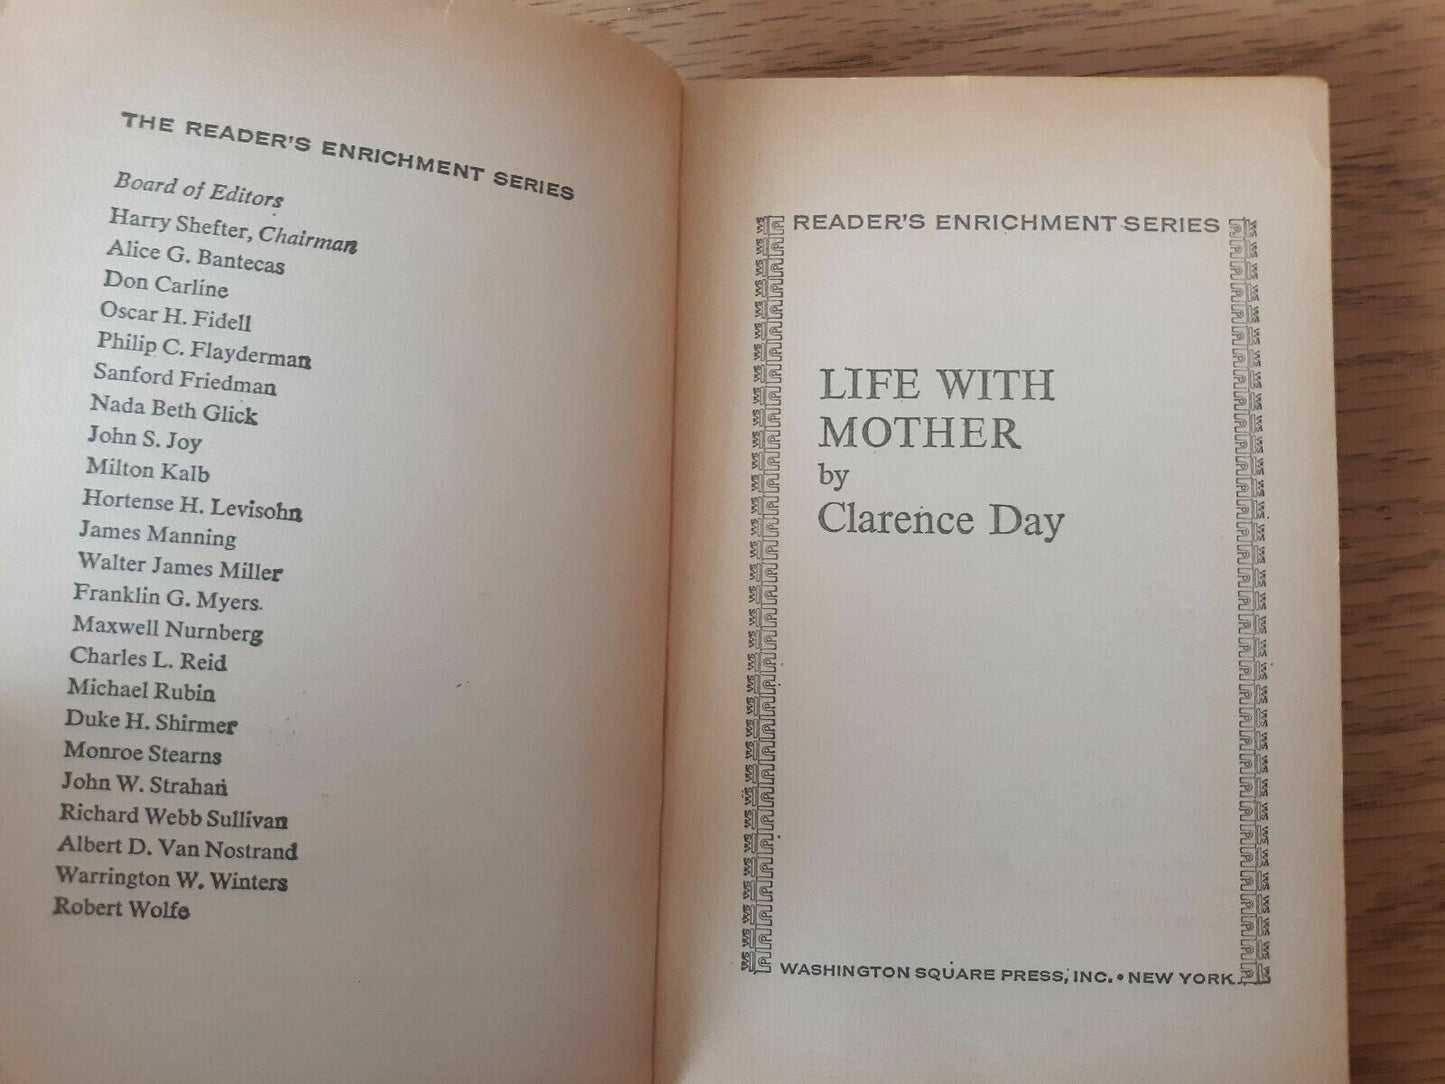 THE READER'S ENRICHMENT SERIES
Board of Editors
Harry Shefter, Chairman
Alice G. Bantecas
Don Carline
Oscar H. Fidell
Philip C. Flayderman
Sanford Friedman
Nada Beth Glick
John S. Joy
Milton Kalb
Hortense H. Levisohn
James Manning
Walter James Miller
Franklin G. Myers.
Maxwell Nurnberg
Charles L. Reid
Michael Rubin
Duke H. Shirmer
Monroe Stearns
John W. Strahan
Richard Webb Sullivan
Albert D. Van Nostrand
Warrington W. Winters
Robert Wolfe
READER'S ENRICHMENT SERIES
LIFE WITH
MOTHER
by
Clarence Day
WASHINGTON SQUARE PRESS, INC. • NEW YORK